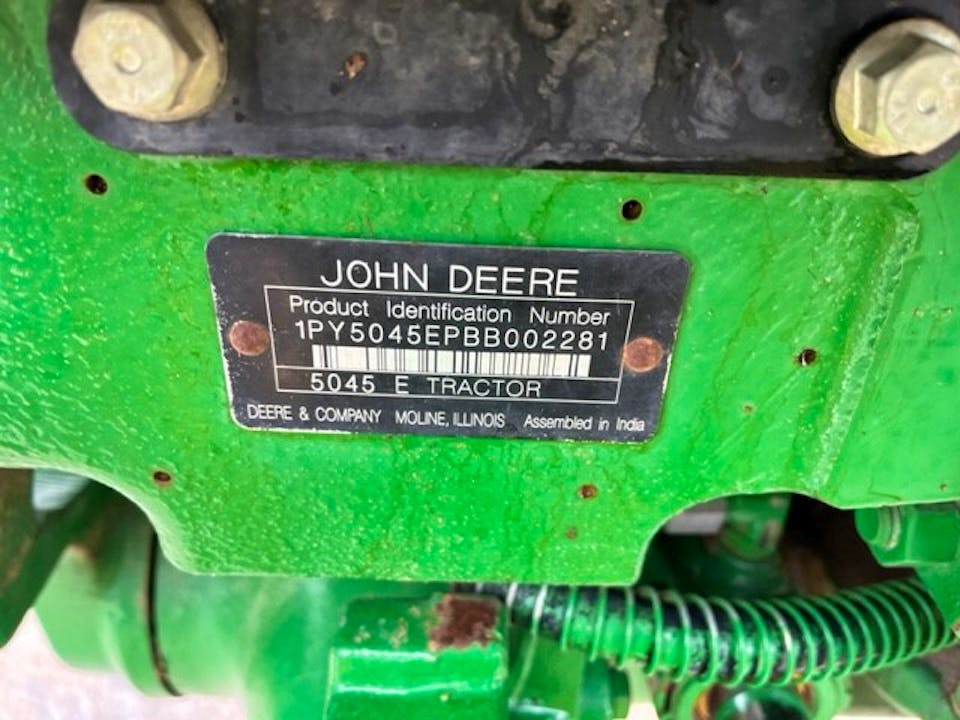 JOHN DEERE
Product Identification Number
1PY5045EPBB002281
5045 E TRACTOR
DEERE & COMPANY MOLINE, ILLINOIS Assembled in India